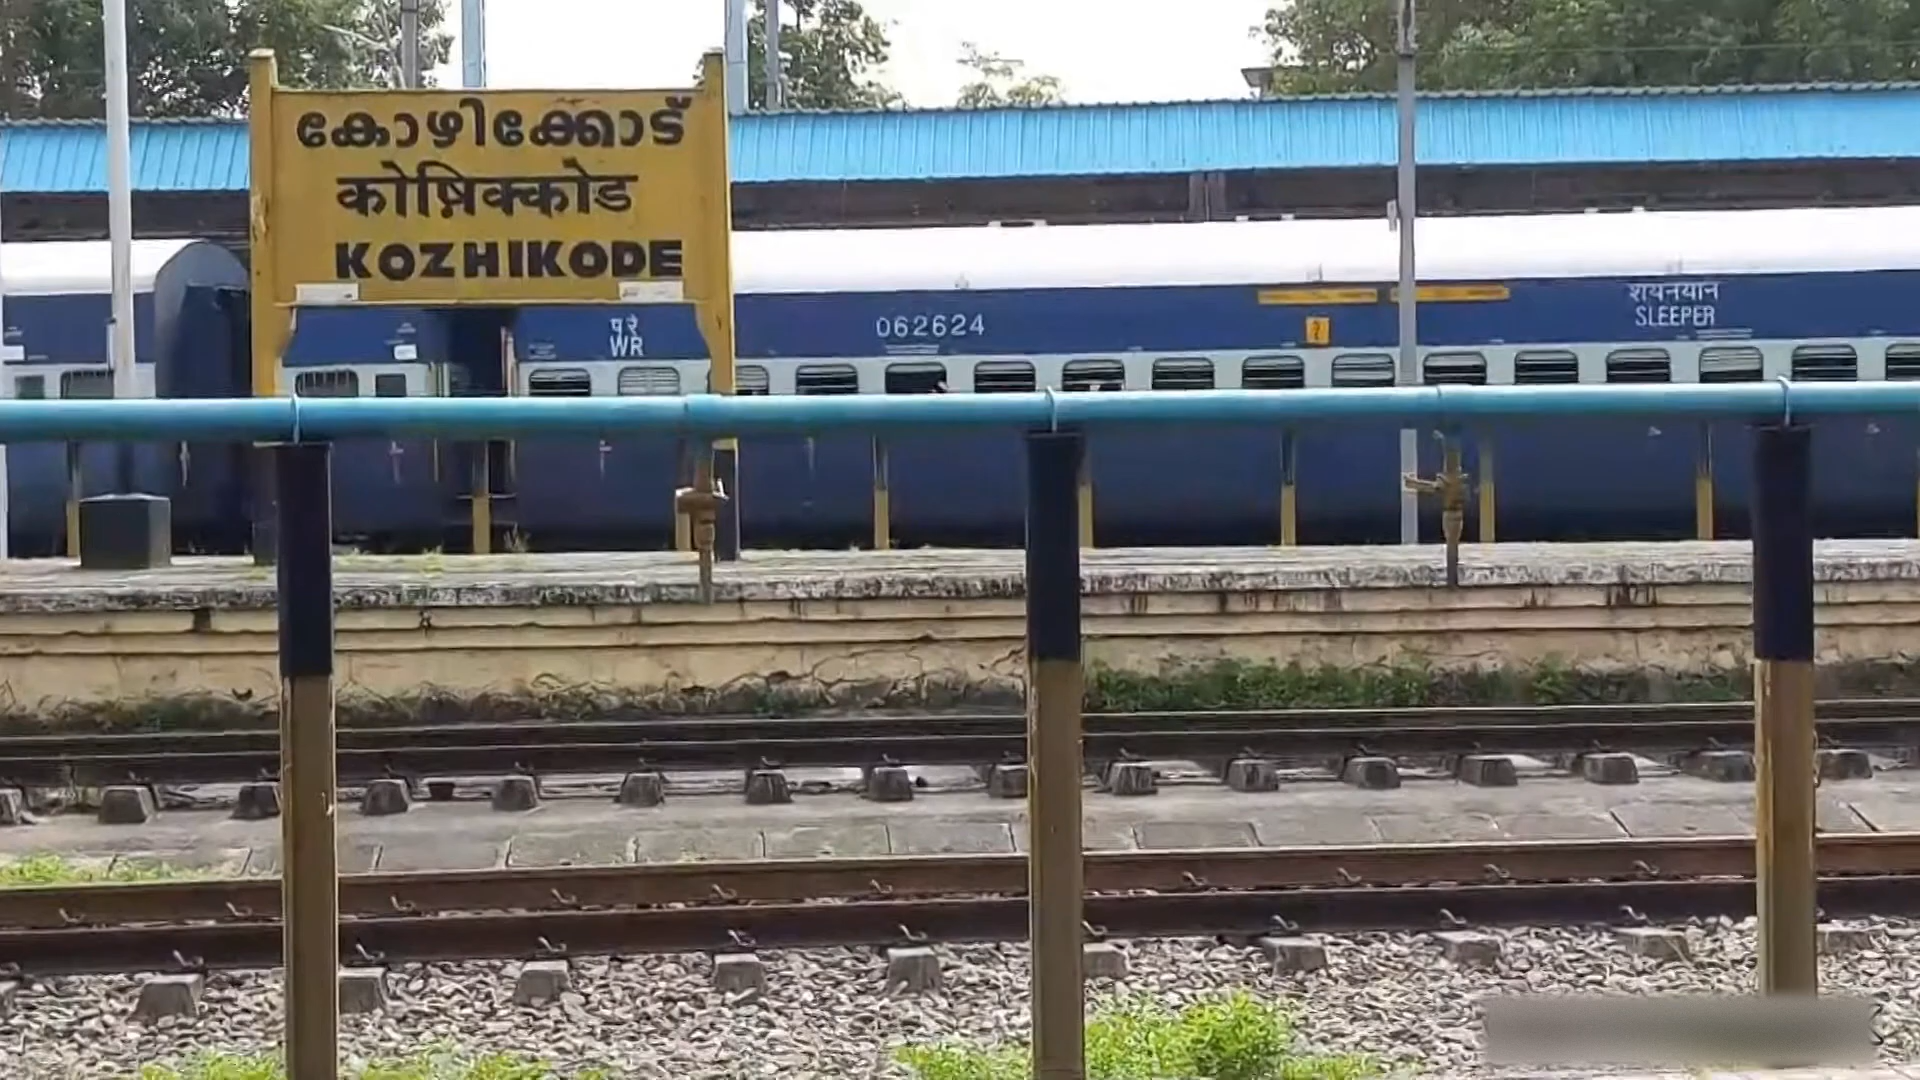 കോഴിക്കോട്
कोष़िक्कोड
KOZHIKODE
परे
WR
062624
शयनयान
SLEEPER